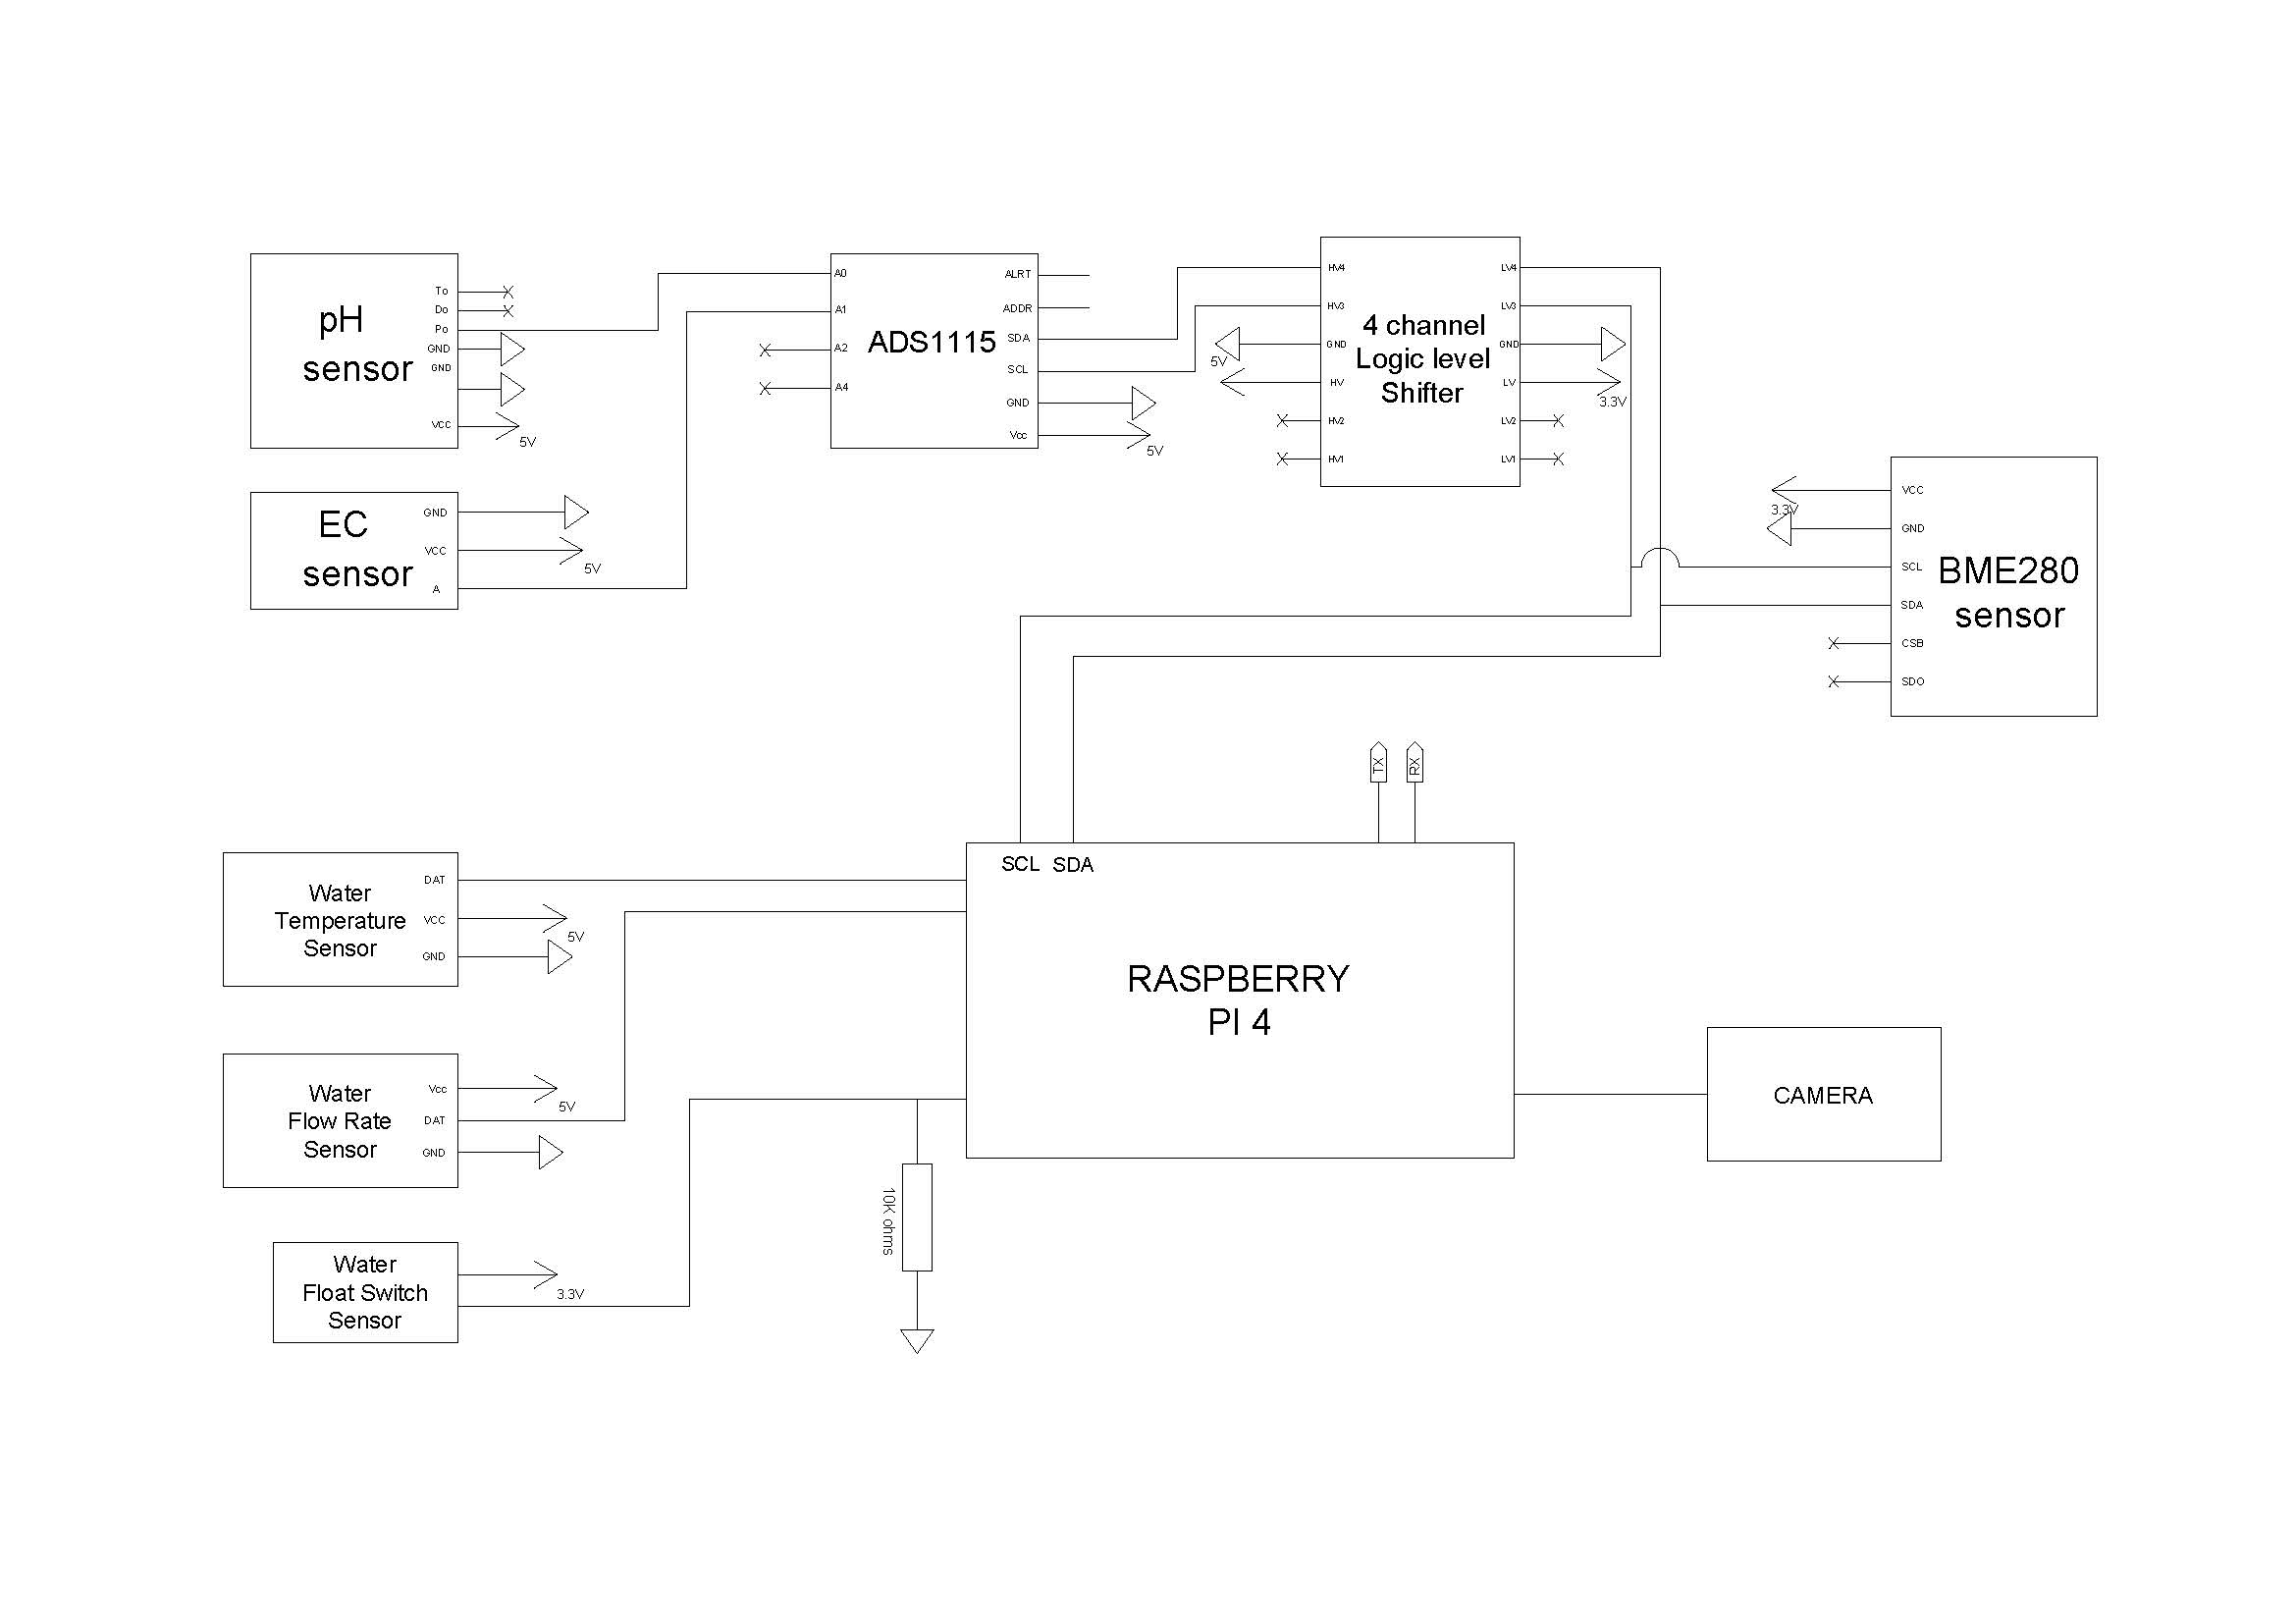 pH
sensor
To
Do
Po
GND
GND
VCC
5V
EC
sensor
GND
VCC
A
5V
ADS1115
A0
A1
A2
A4
ALRT
ADDR
SDA
SCL
GND
Vcc
5V
4 channel
Logic level
Shifter
HV4
HV3
GND
HV
HV2
HV1
5V
LV4
LV3
GND
LV
LV2
LV1
3.3V
BME280
sensor
VCC
GND
SCL
SDA
CSB
SDO
3.3V
TX
RX
SCL SDA
RASPBERRY
PI 4
Water
Temperature
Sensor
DAT
VCC
GND
5V
Water
Flow Rate
Sensor
Vcc
DAT
GND
5V
Water
Float Switch
Sensor
3.3V
10K ohms
CAMERA